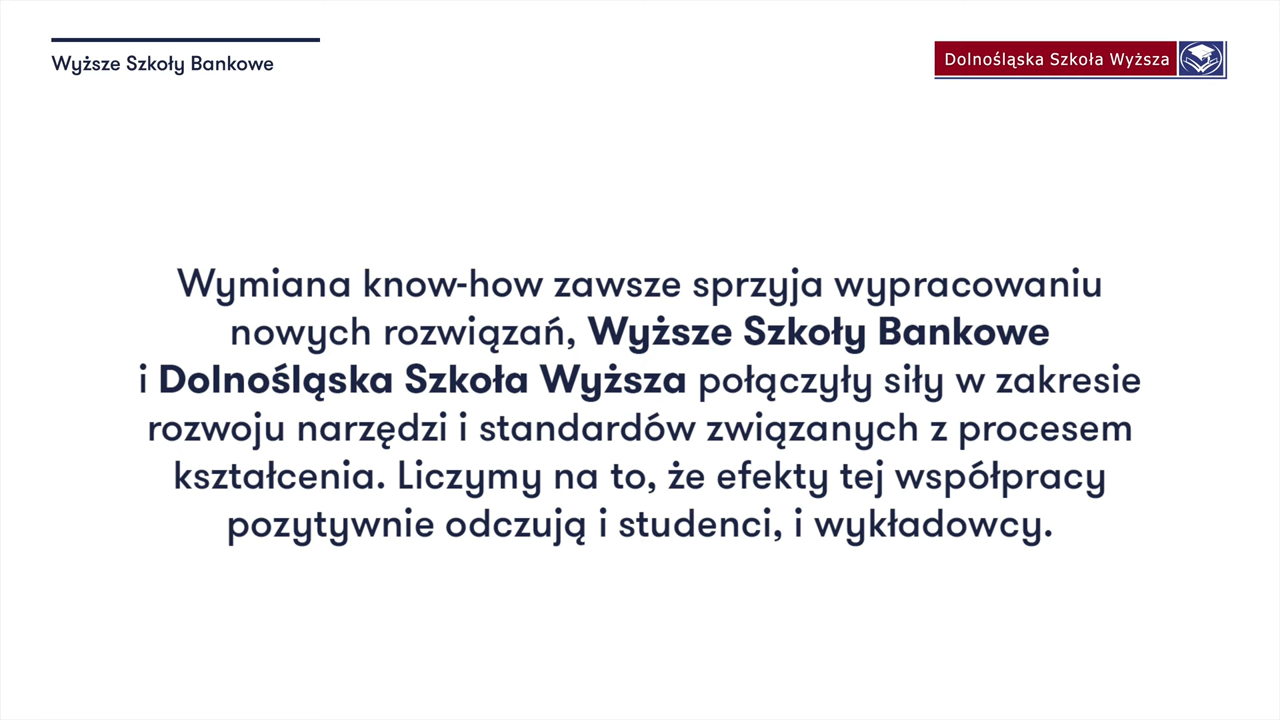 Wyższe Szkoły Bankowe
Dolnośląska Szkoła Wyższa
Wymiana know-how zawsze sprzyja wypracowaniu
nowych rozwiązań, Wyższe Szkoły Bankowe
i Dolnośląska Szkoła Wyższa połączyły siły w zakresie
rozwoju narzędzi i standardów związanych z procesem
kształcenia. Liczymy na to, że efekty tej współpracy
pozytywnie odczują i studenci, i wykładowcy.